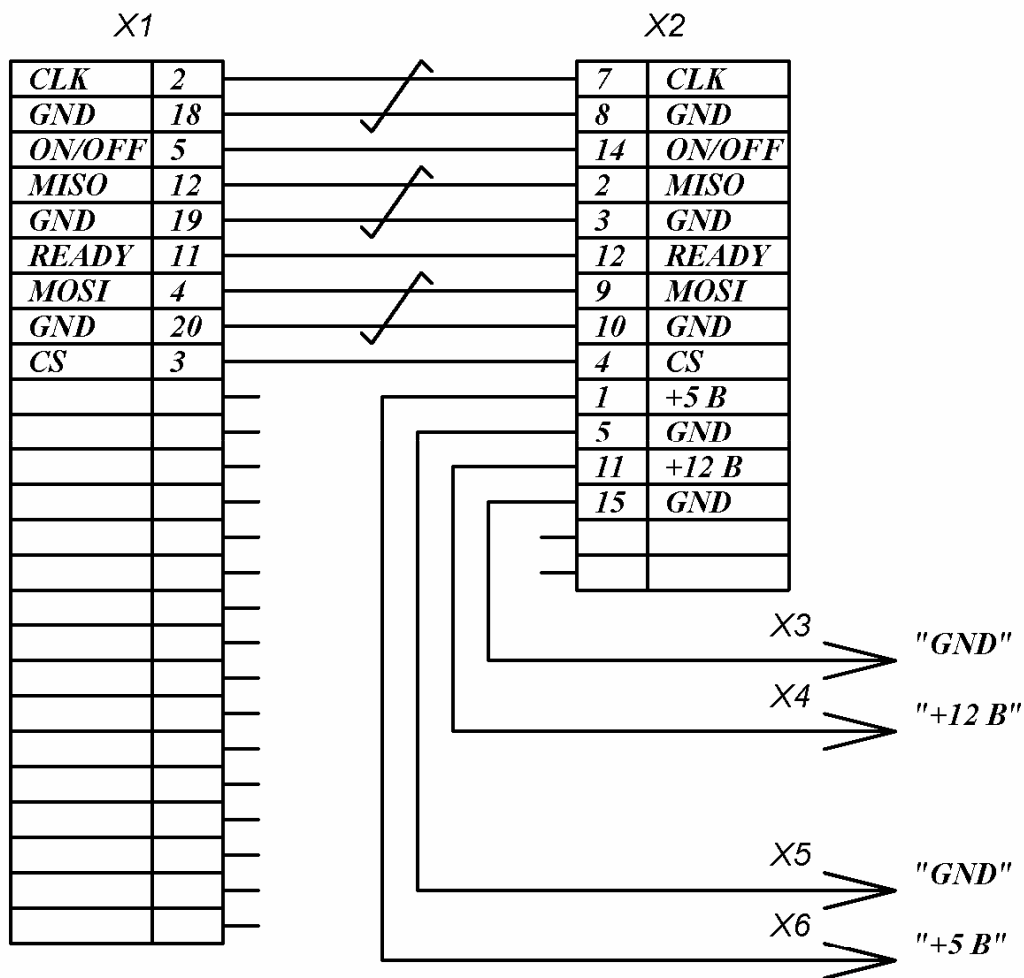 X1 X2
CLK 2 7 CLK
GND 18 8 GND
ON/OFF 5 14 ON/OFF
MISO 12 2 MISO
GND 19 3 GND
READY 11 12 READY
MOSI 4 9 MOSI
GND 20 10 GND
CS 3 4 CS
1 +5 В
5 GND
11 +12 В
15 GND
X3 "GND"
X4 "+12 В"
X5 "GND"
X6 "+5 В"